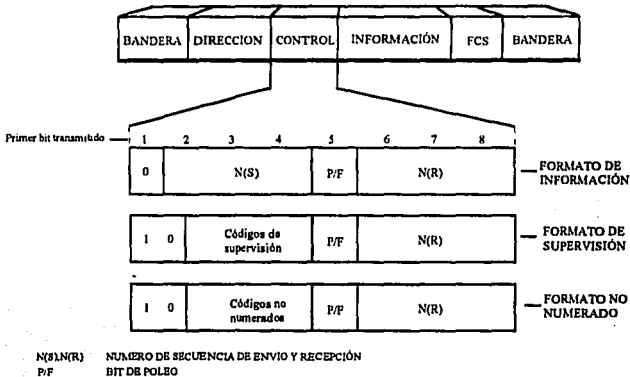 BANDERA DIRECCION CONTROL INFORMACIÓN FCS BANDERA
Primer bit transmitido 1 2 3 4 5 6 7 8
0 N(S) P/F N(R)
FORMATO DE
INFORMACIÓN
1 0 Códigos de
supervisión P/F N(R)
FORMATO DE
SUPERVISIÓN
1 0 Códigos no
numerados P/F N(R)
FORMATO NO
NUMERADO
N(S),N(R) NUMERO DE SECUENCIA DE ENVIO Y RECEPCIÓN
P/F BIT DE POLEO